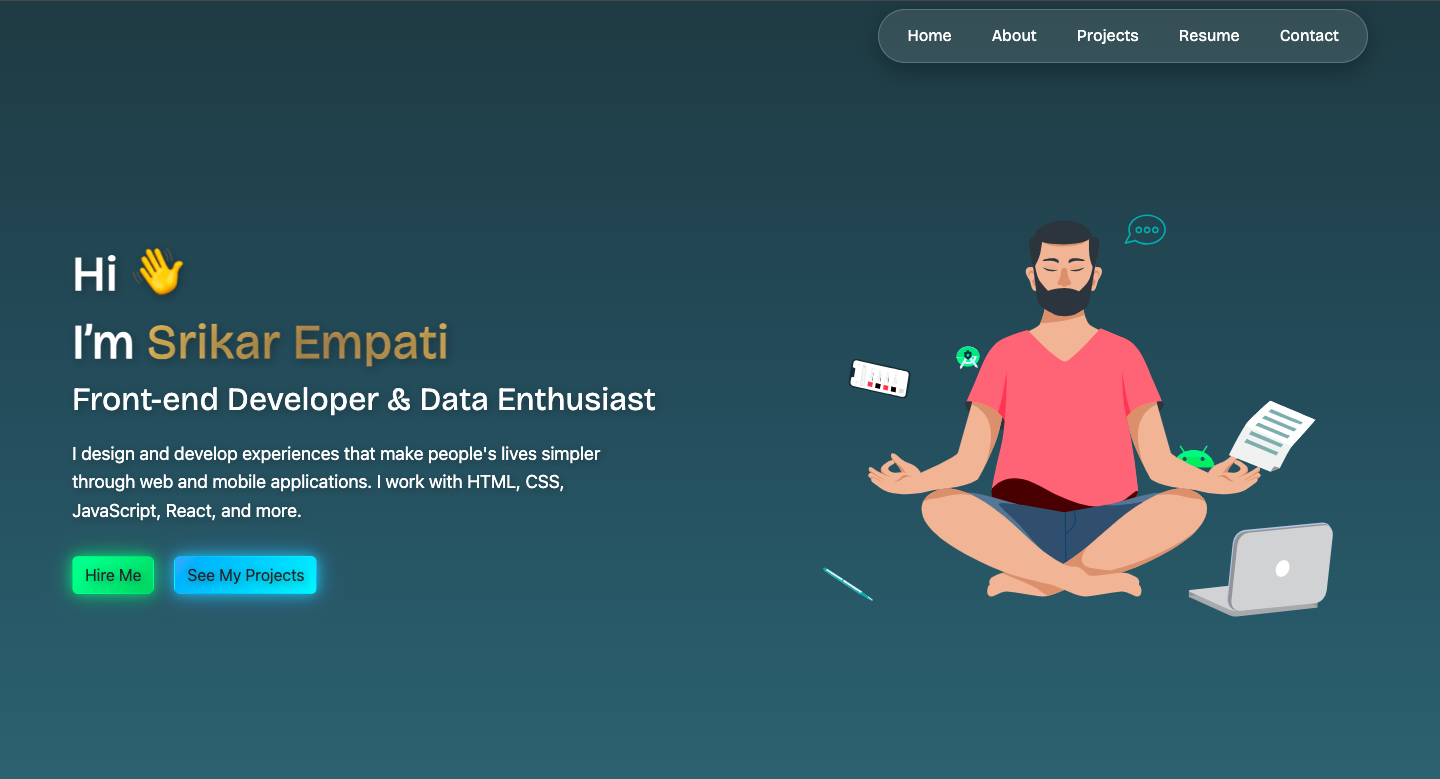 Home About Projects Resume Contact
Hi 👋
I’m Srikar Empati
Front-end Developer & Data Enthusiast
I design and develop experiences that make people's lives simpler
through web and mobile applications. I work with HTML, CSS,
JavaScript, React, and more.
Hire Me See My Projects